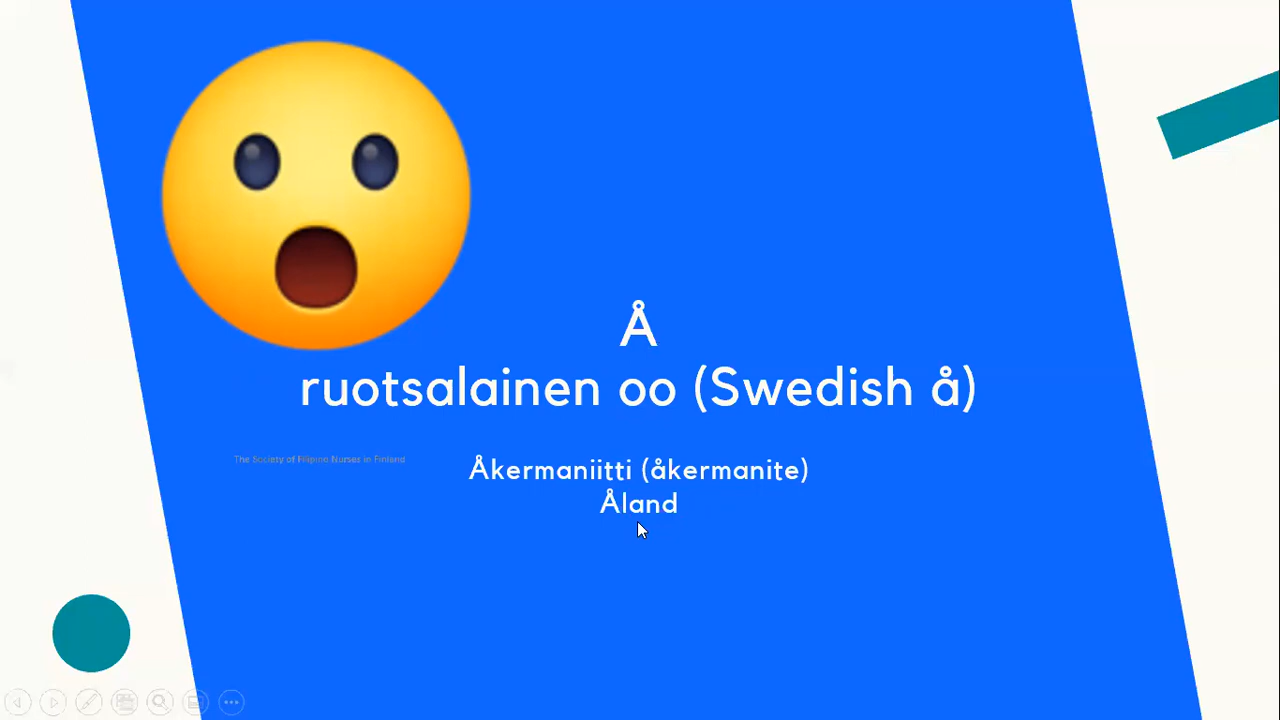 Å
ruotsalainen oo (Swedish å)
The Society of Filipino Nurses in Finland
Åkermaniitti (åkermanite)
Åland